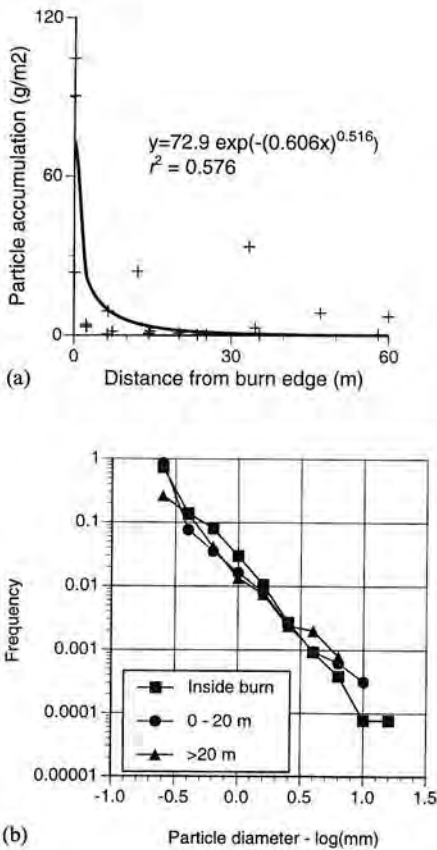 120
60
0
Particle accumulation (g/m2)
y=72.9 exp(-(0.606x)^0.516)
r² = 0.576
0
30
60
(a)
Distance from burn edge (m)
1
0.1
0.01
0.001
0.0001
0.00001
Frequency
Inside burn
0 - 20 m
>20 m
-1.0
-0.5
0.0
0.5
1.0
1.5
(b)
Particle diameter - log(mm)